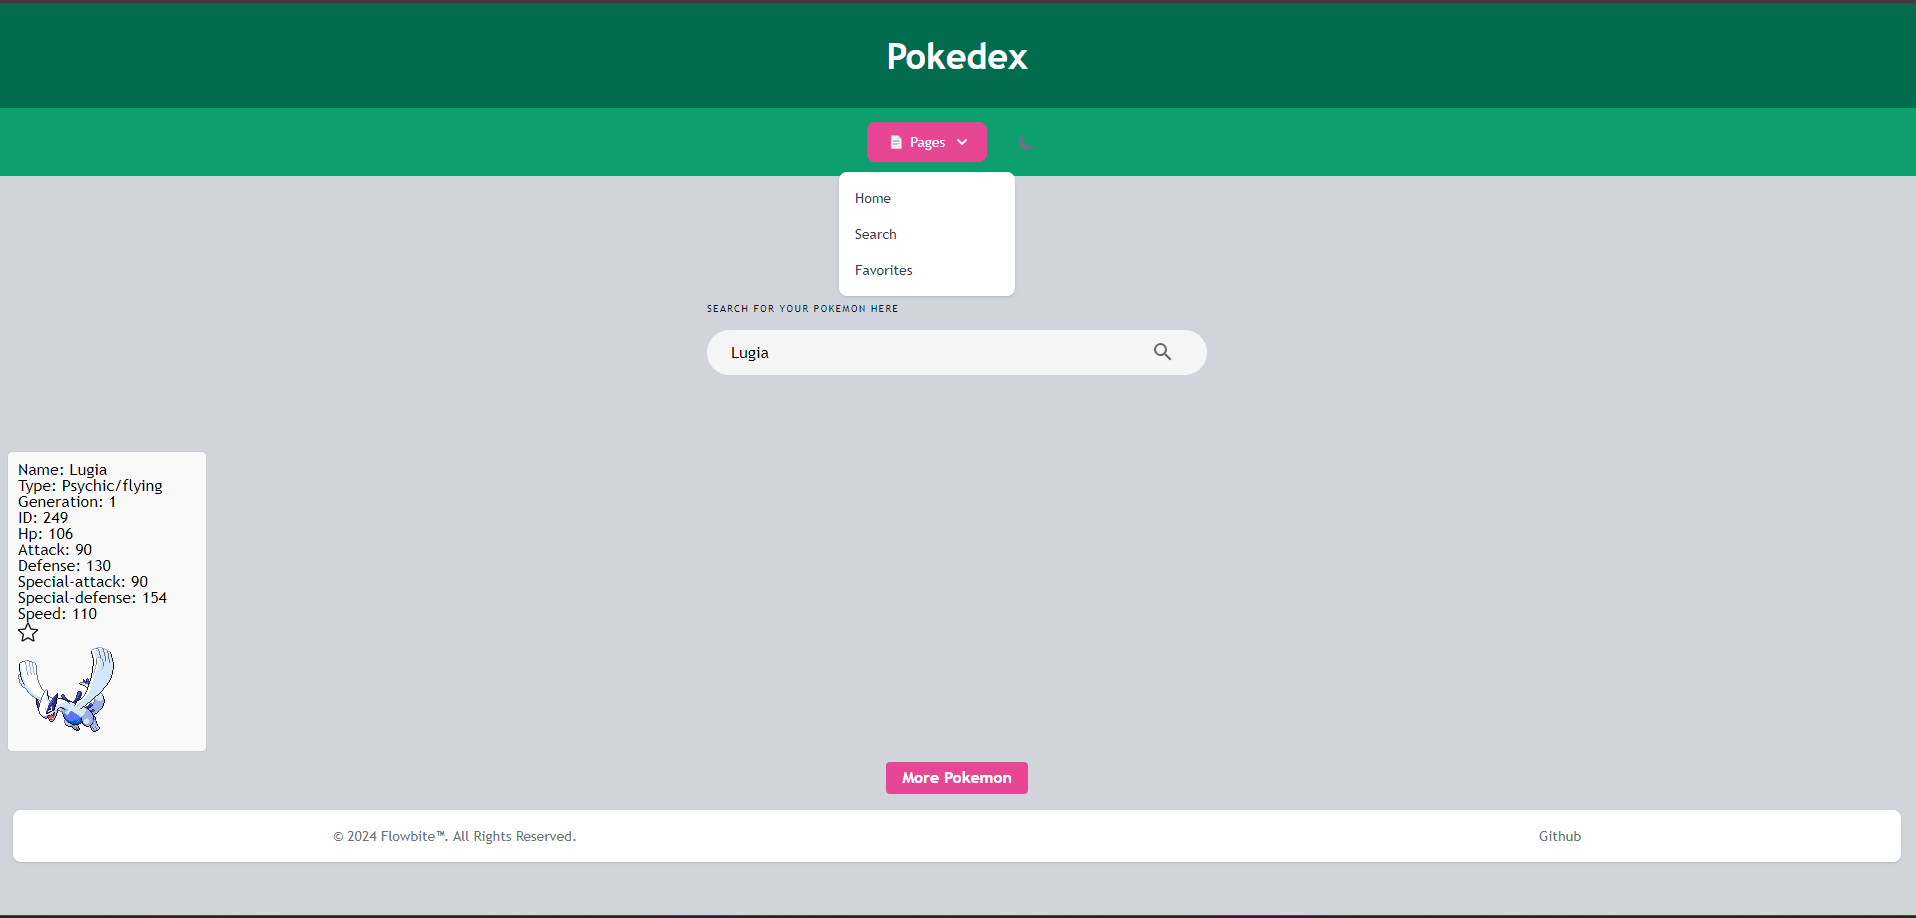 Pokedex
Pages
Home
Search
Favorites
SEARCH FOR YOUR POKEMON HERE
Lugia
Name: Lugia
Type: Psychic/flying
Generation: 1
ID: 249
Hp: 106
Attack: 90
Defense: 130
Special-attack: 90
Special-defense: 154
Speed: 110
More Pokemon
© 2024 Flowbite™. All Rights Reserved.
Github